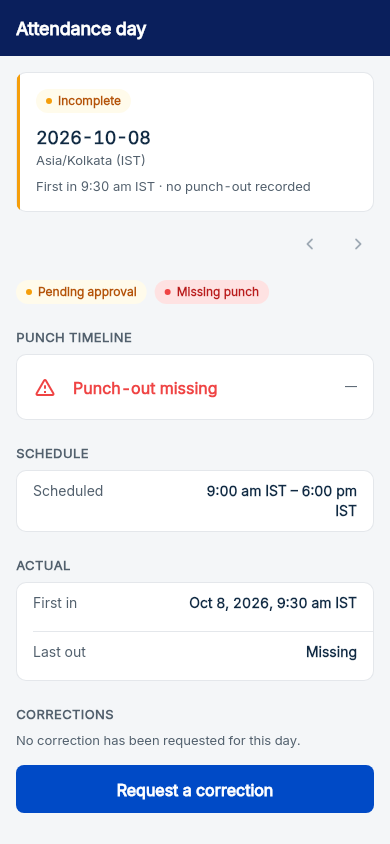 Attendance day
Incomplete
2026-10-08
Asia/Kolkata (IST)
First in 9:30 am IST · no punch-out recorded
Pending approval
Missing punch
PUNCH TIMELINE
Punch-out missing —
SCHEDULE
Scheduled 9:00 am IST – 6:00 pm
IST
ACTUAL
First in Oct 8, 2026, 9:30 am IST
Last out Missing
CORRECTIONS
No correction has been requested for this day.
Request a correction